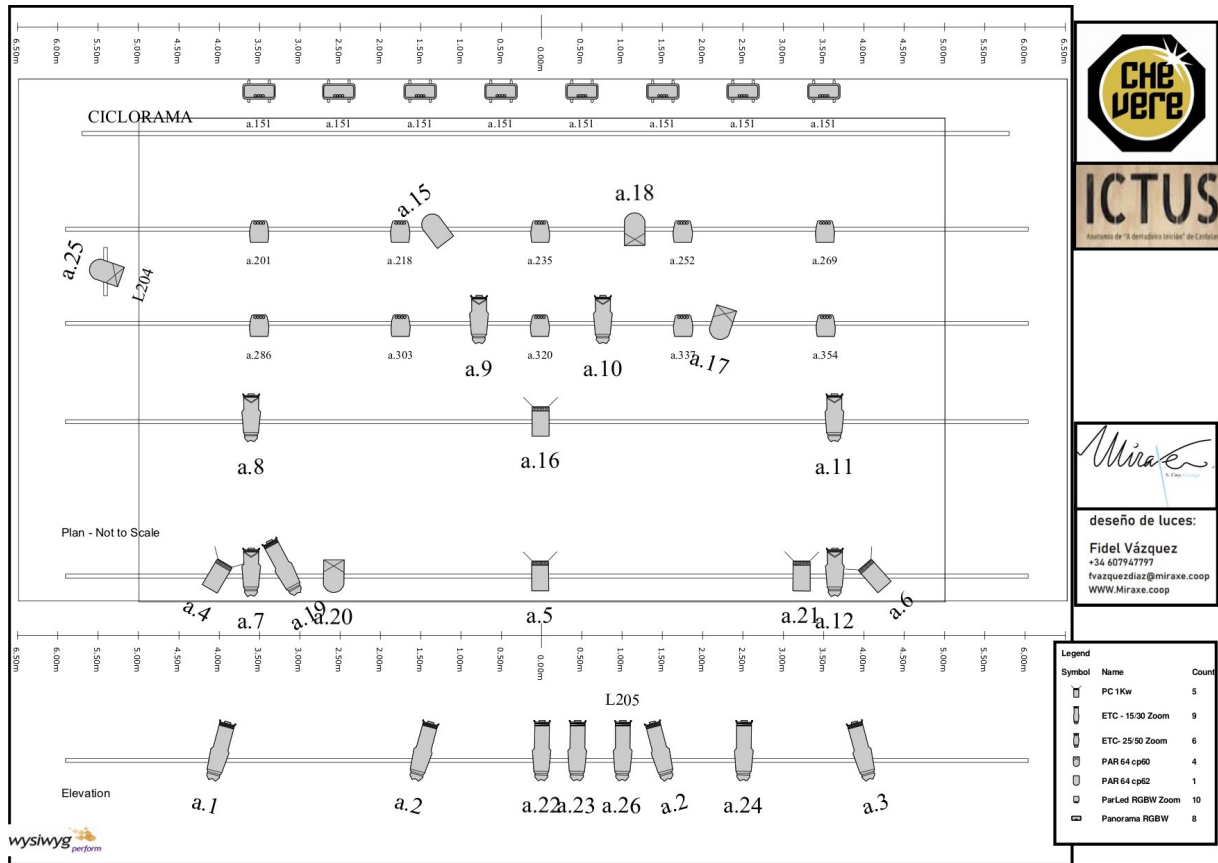 6.50m 6.00m 5.50m 5.00m 4.50m 4.00m 3.50m 3.00m 2.50m 2.00m 1.50m 1.00m 0.50m 0.00m 0.50m 1.00m 1.50m 2.00m 2.50m 3.00m 3.50m 4.00m 4.50m 5.00m 5.50m 6.00m 6.50m
CICLORAMA
a.151 a.151 a.151 a.151 a.151 a.151 a.151 a.151
a.15 a.18
a.201 a.218 a.235 a.252 a.269
a.25
L204
a.286 a.303 a.320 a.337
a.354
a.9 a.10 a.17
a.8 a.16 a.11
Plan - Not to Scale
a.4 a.7 a.19 a.20 a.5 a.21 a.12 a.6
6.50m 6.00m 5.50m 5.00m 4.50m 4.00m 3.50m 3.00m 2.50m 2.00m 1.50m 1.00m 0.50m 0.00m 0.50m 1.00m 1.50m 2.00m 2.50m 3.00m 3.50m 4.00m 4.50m 5.00m 5.50m 6.00m 6.50m
L205
Elevation
a.1 a.2 a.22 a.23 a.26 a.2 a.24 a.3
wysiwyg
perform
CHE
VERE
ICTUS
Anatomía de "A derradeira leición" de Castelao
Miraxe
S. Coop. Galega
deseño de luces:
Fidel Vázquez
+34 607947797
fvazquezdiaz@miraxe.coop
WWW.Miraxe.coop
Legend
Symbol Name Count
PC 1Kw 5
ETC - 15/30 Zoom 9
ETC- 25/50 Zoom 6
PAR 64 cp60 4
PAR 64 cp62 1
ParLed RGBW Zoom 10
Panorama RGBW 8